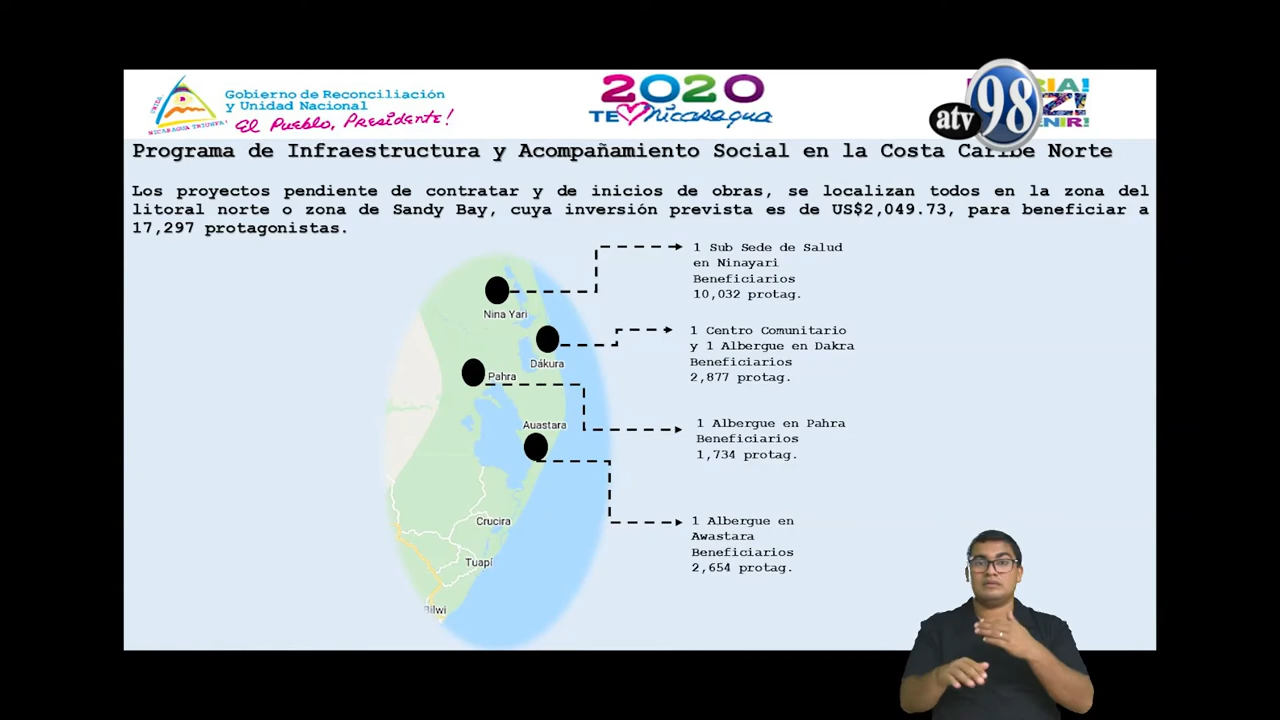 UNIDA
NICARAGUA TRIUNFA!
Gobierno de Reconciliación
y Unidad Nacional
El Pueblo, Presidente!
2020
TE Nicaragua
atv 98
Programa de Infraestructura y Acompañamiento Social en la Costa Caribe Norte
Los proyectos pendiente de contratar y de inicios de obras, se localizan todos en la zona del
litoral norte o zona de Sandy Bay, cuya inversión prevista es de US$2,049.73, para beneficiar a
17,297 protagonistas.
1 Sub Sede de Salud
en Ninayari
Beneficiarios
10,032 protag.
Nina Yari
1 Centro Comunitario
y 1 Albergue en Dakra
Beneficiarios
2,877 protag.
Dákura
Pahra
1 Albergue en Pahra
Beneficiarios
1,734 protag.
Auastara
1 Albergue en
Awastara
Beneficiarios
2,654 protag.
Crucira
Tuapí
Bilwi